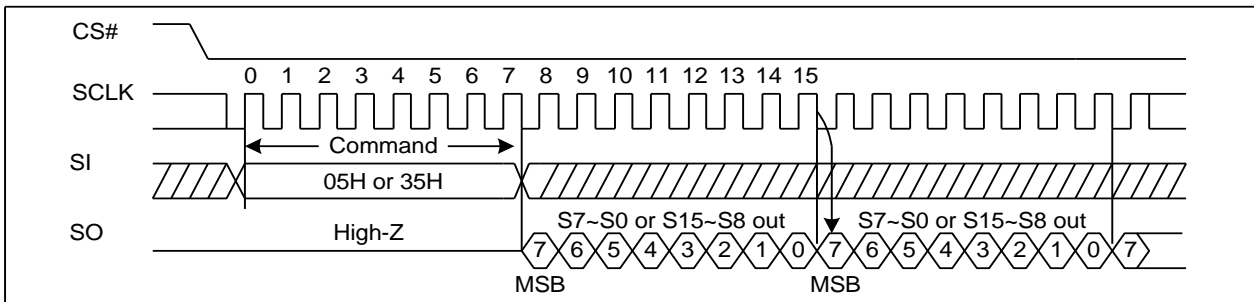 CS#
0 1 2 3 4 5 6 7 8 9 10 11 12 13 14 15
SCLK
Command
SI
05H or 35H
S7~S0 or S15~S8 out S7~S0 or S15~S8 out
SO High-Z
7 6 5 4 3 2 1 0 7 6 5 4 3 2 1 0 7
MSB MSB